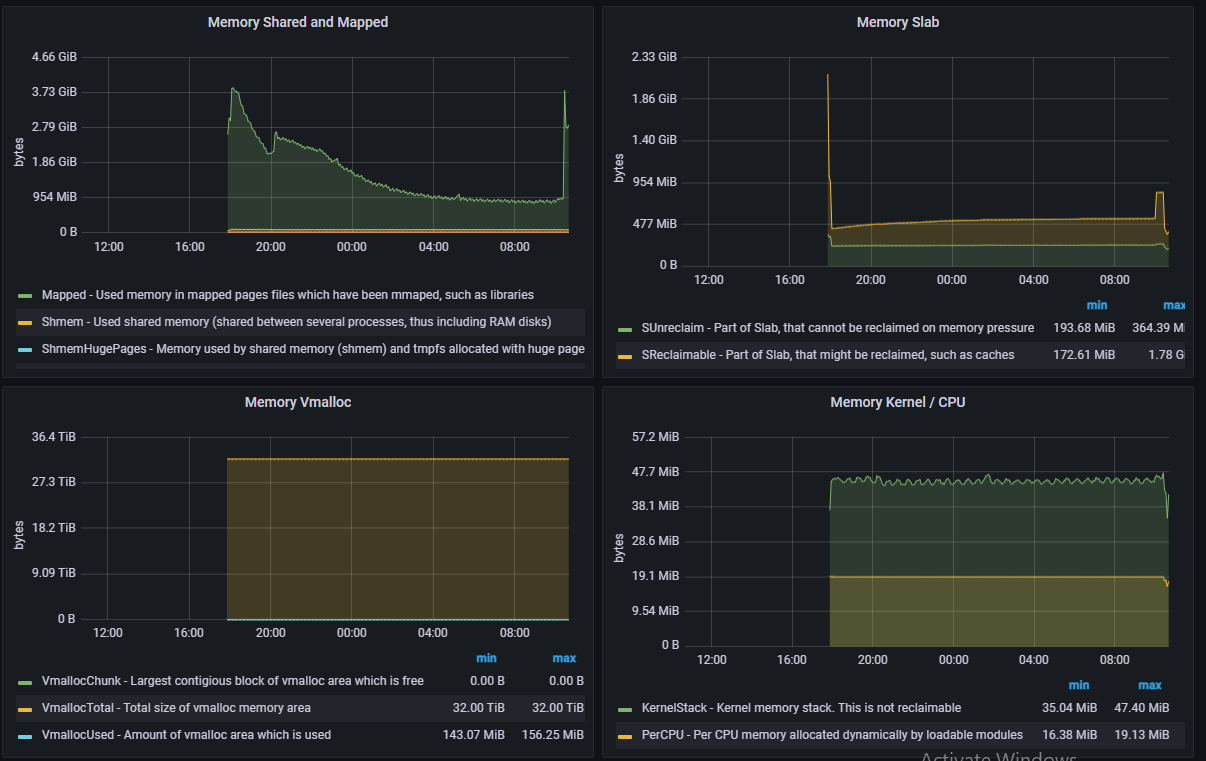 Memory Shared and Mapped
4.66 GiB
3.73 GiB
2.79 GiB
1.86 GiB
954 MiB
0 B
bytes
12:00 16:00 20:00 00:00 04:00 08:00
Mapped - Used memory in mapped pages files which have been mmaped, such as libraries
Shmem - Used shared memory (shared between several processes, thus including RAM disks)
ShmemHugePages - Memory used by shared memory (shmem) and tmpfs allocated with huge page
Memory Slab
2.33 GiB
1.86 GiB
1.40 GiB
954 MiB
477 MiB
0 B
bytes
12:00 16:00 20:00 00:00 04:00 08:00
min max
SUnreclaim - Part of Slab, that cannot be reclaimed on memory pressure 193.68 MiB 364.39 Mi
SReclaimable - Part of Slab, that might be reclaimed, such as caches 172.61 MiB 1.78 G
Memory Vmalloc
36.4 TiB
27.3 TiB
18.2 TiB
9.09 TiB
0 B
bytes
12:00 16:00 20:00 00:00 04:00 08:00
min max
VmallocChunk - Largest contigious block of vmalloc area which is free 0.00 B 0.00 B
VmallocTotal - Total size of vmalloc memory area 32.00 TiB 32.00 TiB
VmallocUsed - Amount of vmalloc area which is used 143.07 MiB 156.25 MiB
Memory Kernel / CPU
57.2 MiB
47.7 MiB
38.1 MiB
28.6 MiB
19.1 MiB
9.54 MiB
0 B
bytes
12:00 16:00 20:00 00:00 04:00 08:00
min max
KernelStack - Kernel memory stack. This is not reclaimable 35.04 MiB 47.40 MiB
PerCPU - Per CPU memory allocated dynamically by loadable modules 16.38 MiB 19.13 MiB
Activate Windows